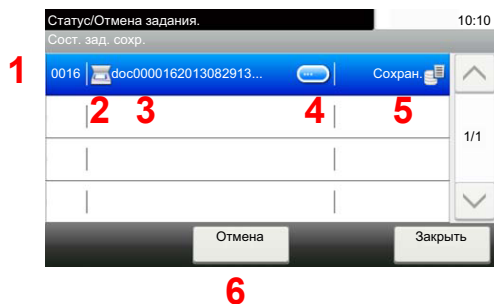 Статус/Отмена задания. 10:10
Сост. зад. сохр.
1 0016 doc0000162013082913... Сохран.
2 3 4 5
1/1
Отмена Закрыть
6